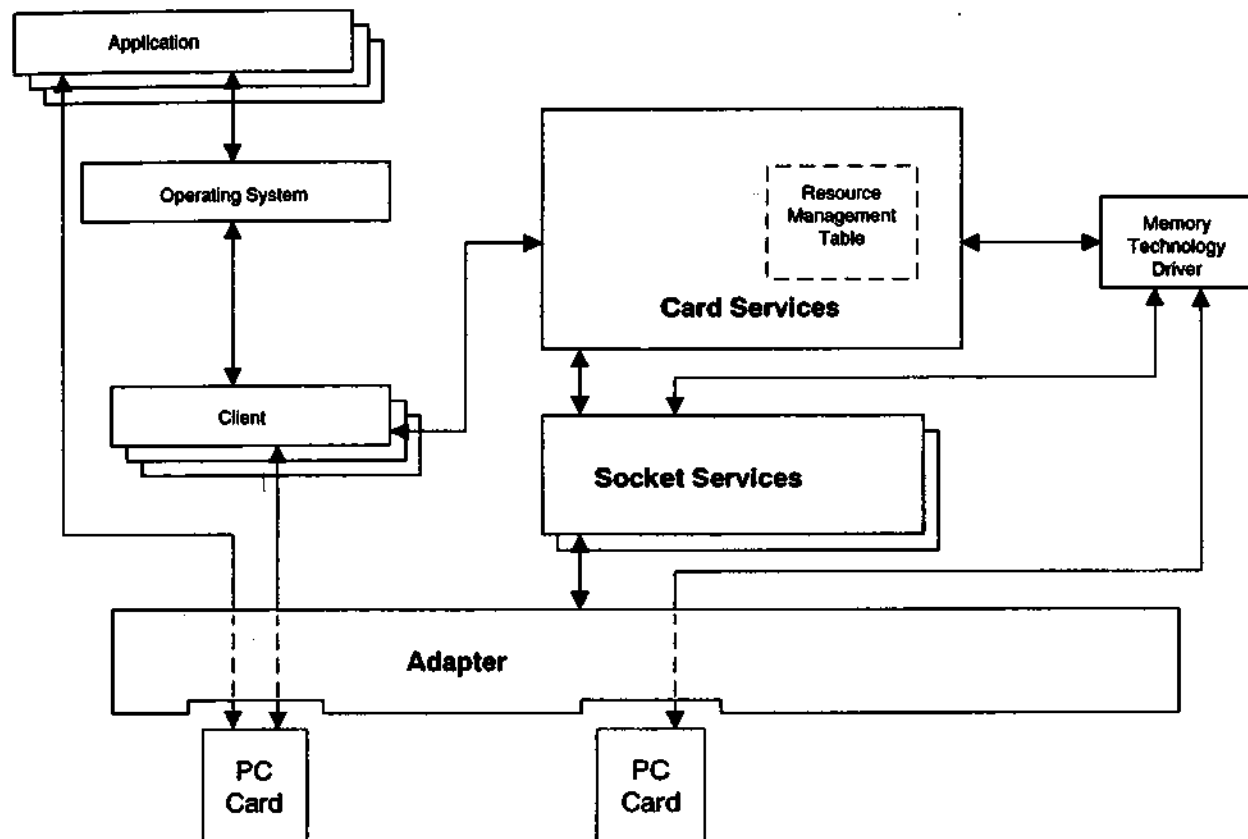 Application
Operating System
Resource
Management
Table
Memory
Technology
Driver
Card Services
Client
Socket Services
Adapter
PC
Card
PC
Card